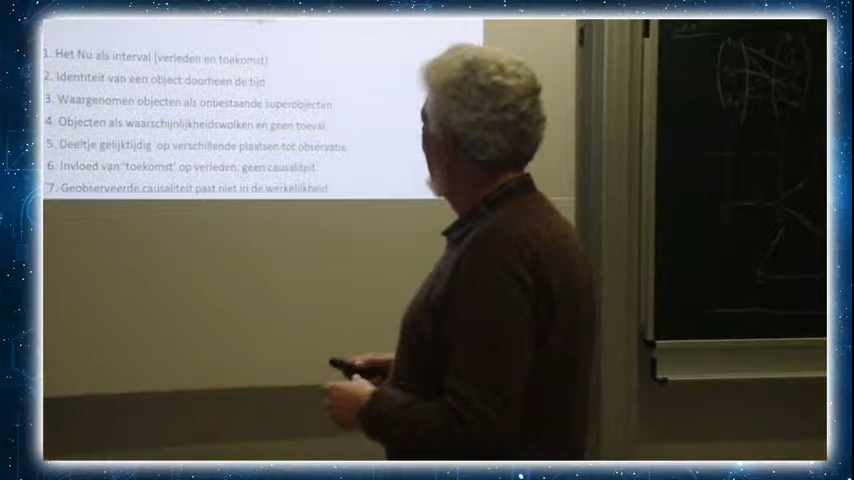 1. Het Nu als interval (verleden en toekomst)
2. Identiteit van een object doorheen de tijd
3. Waargenomen objecten als onbestaande superobjecten
4. Objecten als waarschijnlijkheidswolken en geen toeval
5. Deeltje gelijktijdig op verschillende plaatsen tot observatie
6. Invloed van 'toekomst' op verleden, geen causaliteit
7. Geobserveerde causaliteit past niet in de werkelijkheid